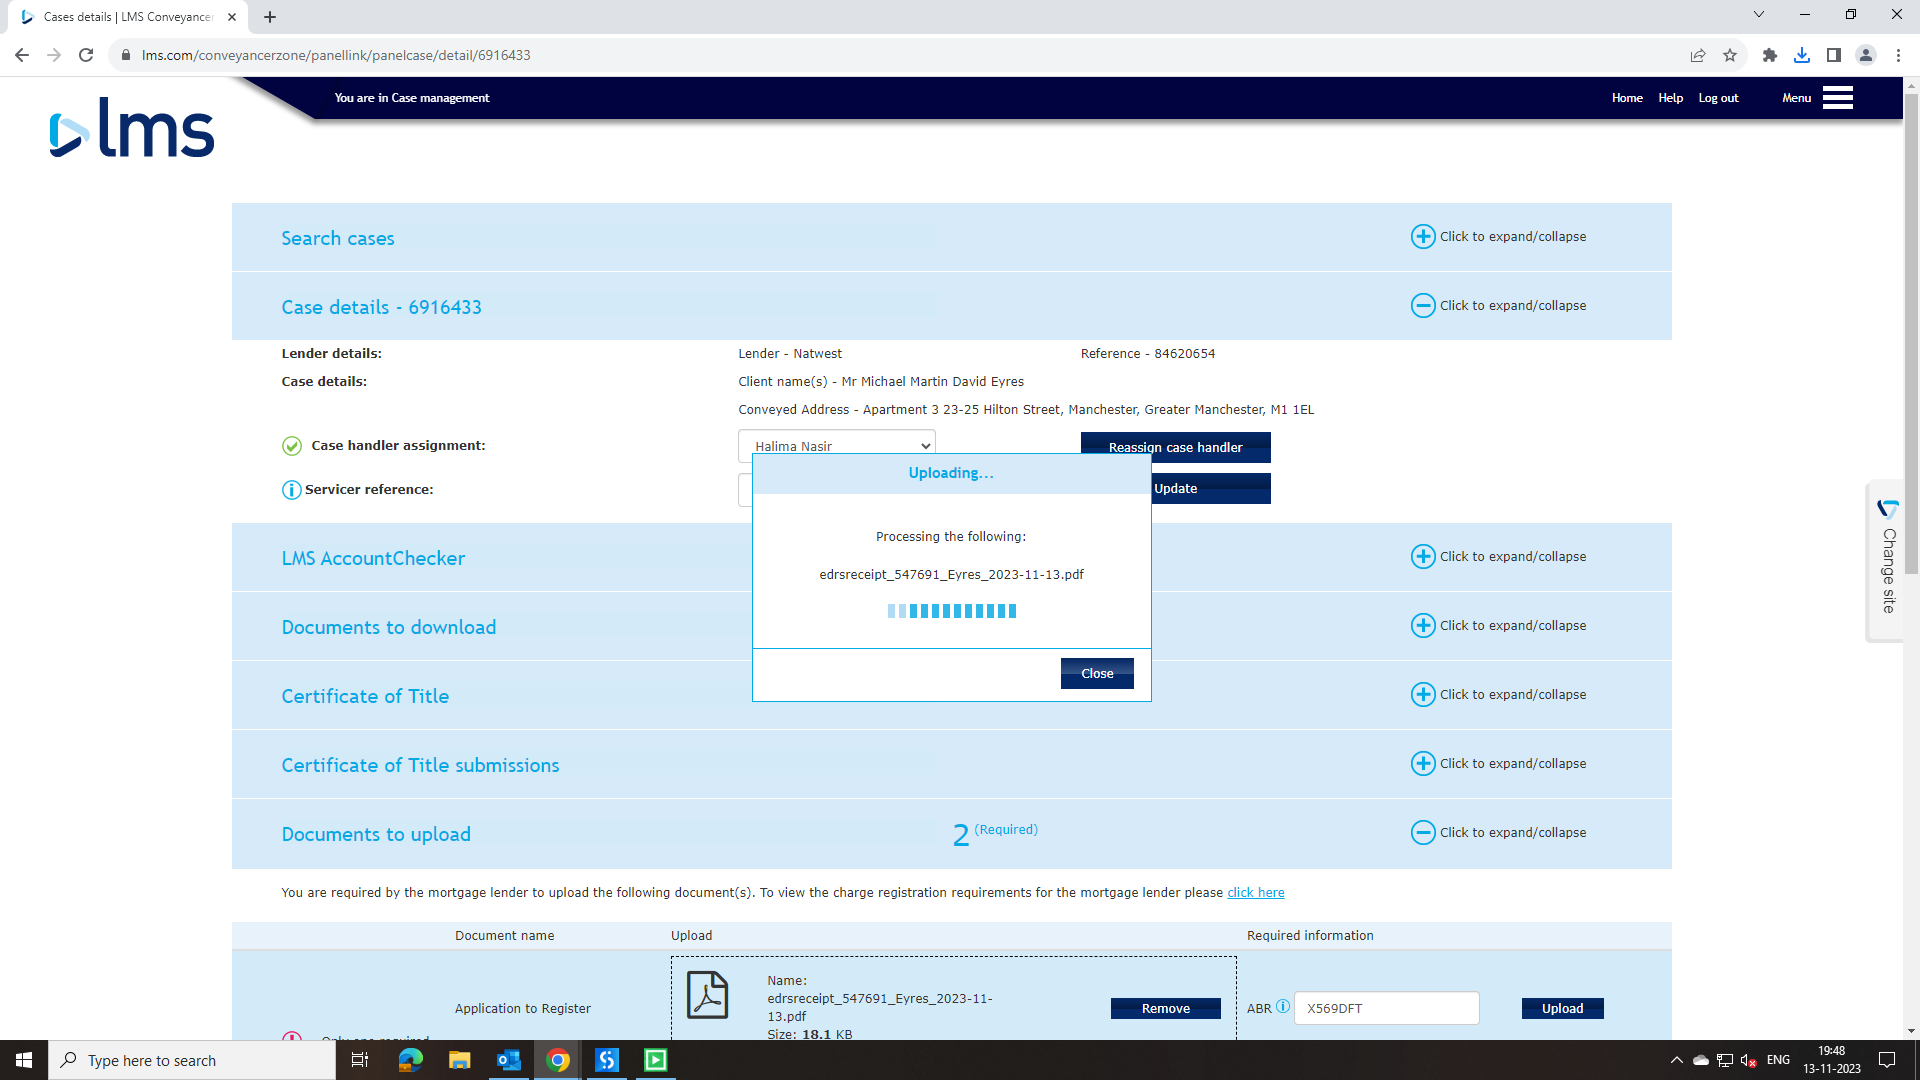 Cases details | LMS Conveyancer
lms.com/conveyancerzone/panellink/panelcase/detail/6916433
You are in Case management
Home Help Log out Menu
lms
Search cases
Click to expand/collapse
Case details - 6916433
Click to expand/collapse
Lender details:
Lender - Natwest
Reference - 84620654
Case details:
Client name(s) - Mr Michael Martin David Eyres
Conveyed Address - Apartment 3 23-25 Hilton Street, Manchester, Greater Manchester, M1 1EL
Case handler assignment:
Halima Nasir
Reassign case handler
Servicer reference:
Update
Uploading...
Processing the following:
edrsreceipt_547691_Eyres_2023-11-13.pdf
Close
LMS AccountChecker
Click to expand/collapse
Documents to download
Click to expand/collapse
Certificate of Title
Click to expand/collapse
Certificate of Title submissions
Click to expand/collapse
Documents to upload
2 (Required)
Click to expand/collapse
Change site
You are required by the mortgage lender to upload the following document(s). To view the charge registration requirements for the mortgage lender please click here
Document name
Upload
Required information
Application to Register
Name:
edrsreceipt_547691_Eyres_2023-11-
13.pdf
Size: 18.1 KB
Remove
ABR
X569DFT
Upload
Only one required
Type here to search
ENG
19:48
13-11-2023